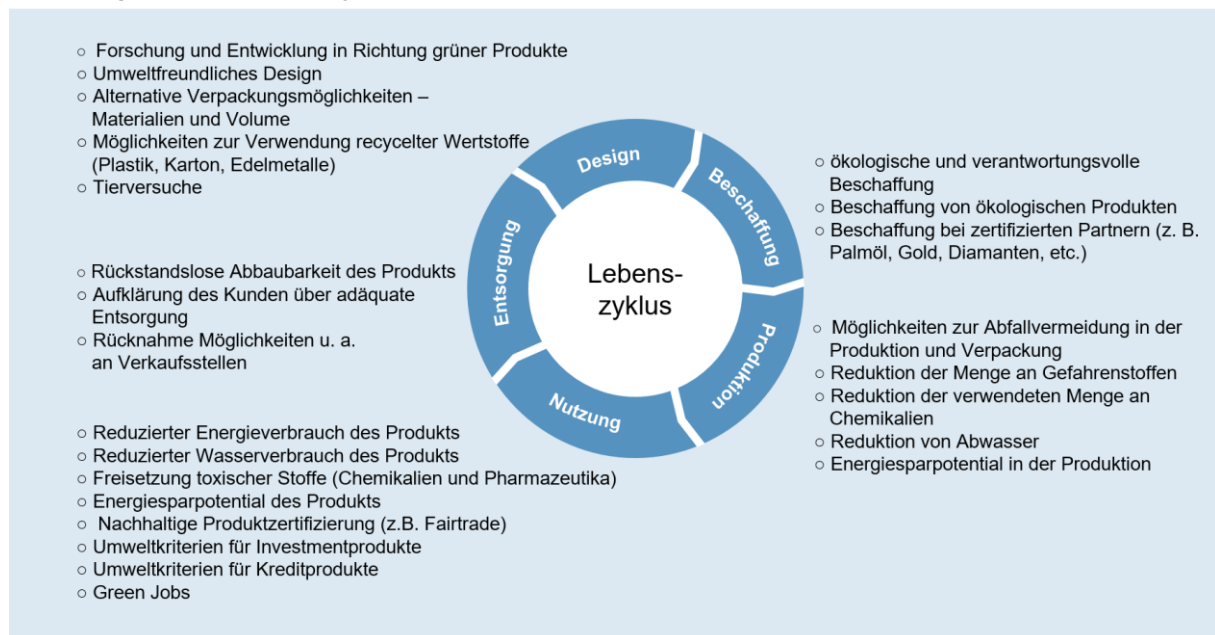 ○ Forschung und Entwicklung in Richtung grüner Produkte
○ Umweltfreundliches Design
○ Alternative Verpackungsmöglichkeiten –
Materialien und Volume
○ Möglichkeiten zur Verwendung recycelter Wertstoffe
(Plastik, Karton, Edelmetalle)
○ Tierversuche
Design
Beschaffung
○ ökologische und verantwortungsvolle
Beschaffung
○ Beschaffung von ökologischen Produkten
○ Beschaffung bei zertifizierten Partnern (z. B.
Palmöl, Gold, Diamanten, etc.)
Lebens-
zyklus
Entsorgung
○ Rückstandslose Abbaubarkeit des Produkts
○ Aufklärung des Kunden über adäquate
Entsorgung
○ Rücknahme Möglichkeiten u. a.
an Verkaufsstellen
Produktion
○ Möglichkeiten zur Abfallvermeidung in der
Produktion und Verpackung
○ Reduktion der Menge an Gefahrenstoffen
○ Reduktion der verwendeten Menge an
Chemikalien
○ Reduktion von Abwasser
○ Energiesparpotential in der Produktion
Nutzung
○ Reduzierter Energieverbrauch des Produkts
○ Reduzierter Wasserverbrauch des Produkts
○ Freisetzung toxischer Stoffe (Chemikalien und Pharmazeutika)
○ Energiesparpotential des Produkts
○ Nachhaltige Produktzertifizierung (z.B. Fairtrade)
○ Umweltkriterien für Investmentprodukte
○ Umweltkriterien für Kreditprodukte
○ Green Jobs